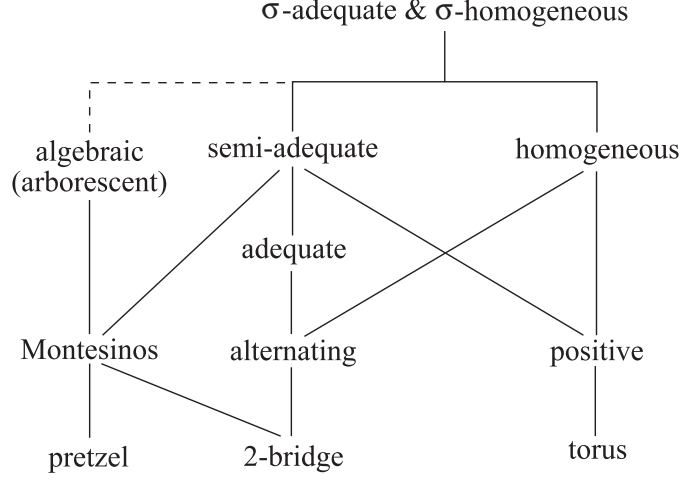 σ-adequate & σ-homogeneous
algebraic
(arborescent)
semi-adequate
homogeneous
adequate
Montesinos
alternating
positive
pretzel
2-bridge
torus